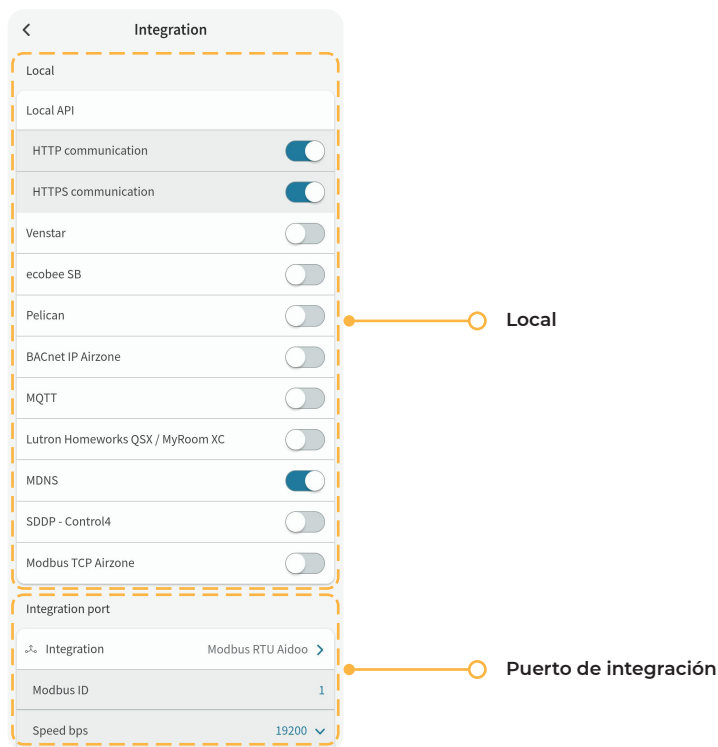 Integration
Local
Local API
HTTP communication
HTTPS communication
Venstar
ecobee SB
Pelican
Local
BACnet IP Airzone
MQTT
Lutron Homeworks QSX / MyRoom XC
MDNS
SDDP - Control4
Modbus TCP Airzone
Integration port
Integration Modbus RTU Aidoo
Puerto de integración
Modbus ID 1
Speed bps 19200